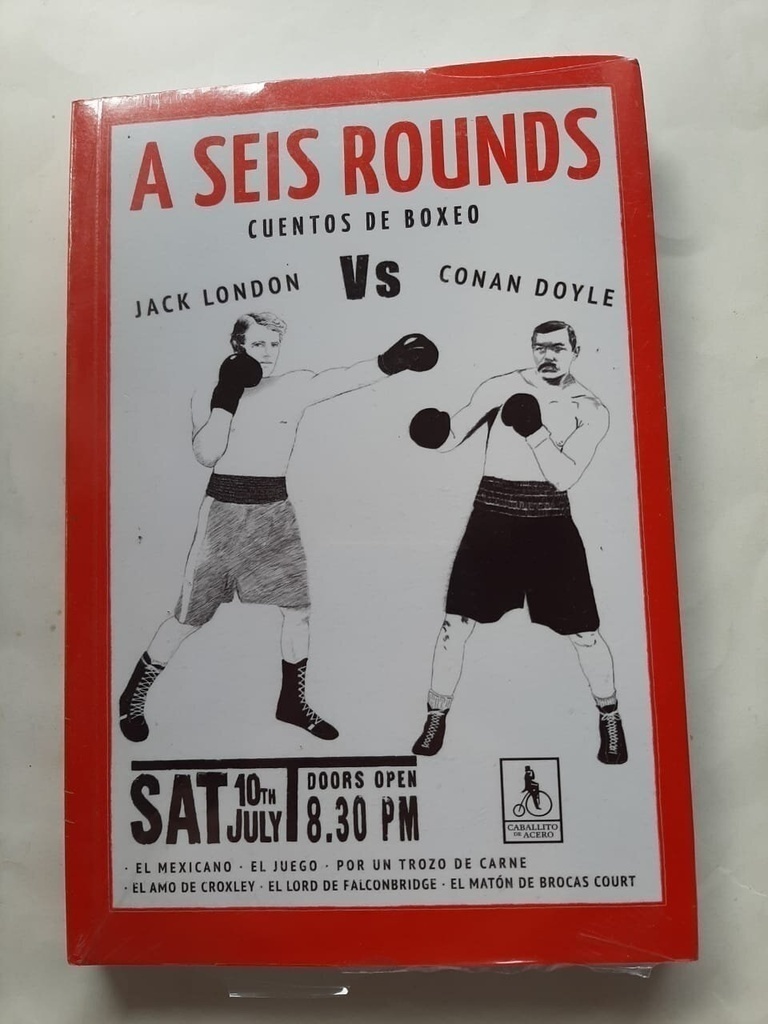 A SEIS ROUNDS
CUENTOS DE BOXEO
JACK LONDON Vs CONAN DOYLE
SAT 10TH JULY DOORS OPEN 8.30 PM
CABALLITO DE ACERO
· EL MEXICANO · EL JUEGO · POR UN TROZO DE CARNE
· EL AMO DE CROXLEY · EL LORD DE FALCONBRIDGE · EL MATÓN DE BROCAS COURT